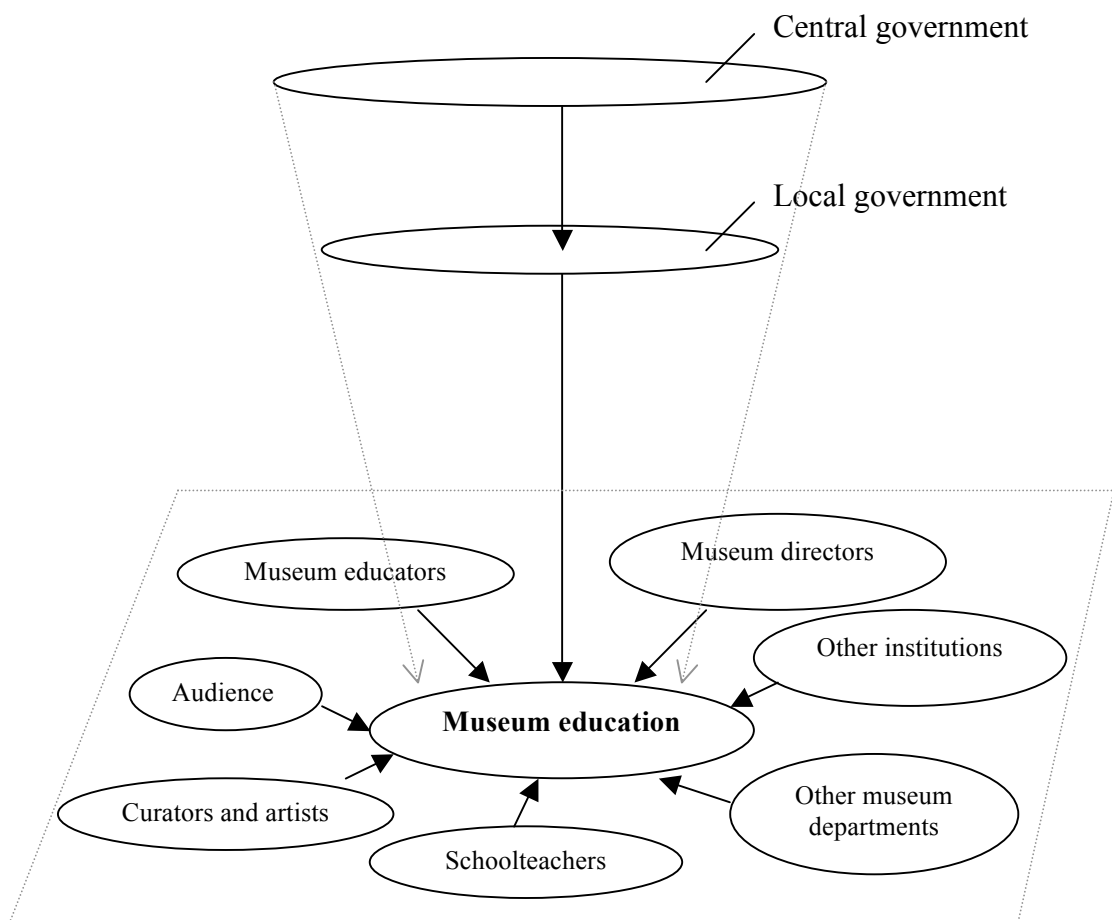 Central government
Local government
Museum educators
Museum directors
Other institutions
Audience
Museum education
Curators and artists
Other museum
departments
Schoolteachers